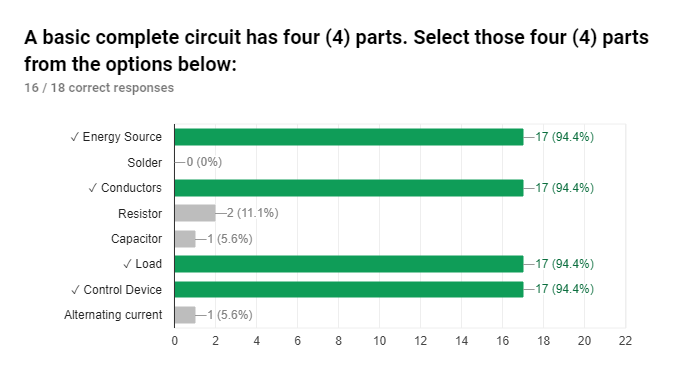 A basic complete circuit has four (4) parts. Select those four (4) parts
from the options below:
16 / 18 correct responses
✓ Energy Source 17 (94.4%)
Solder 0 (0%)
✓ Conductors 17 (94.4%)
Resistor 2 (11.1%)
Capacitor 1 (5.6%)
✓ Load 17 (94.4%)
✓ Control Device 17 (94.4%)
Alternating current 1 (5.6%)
0 2 4 6 8 10 12 14 16 18 20 22